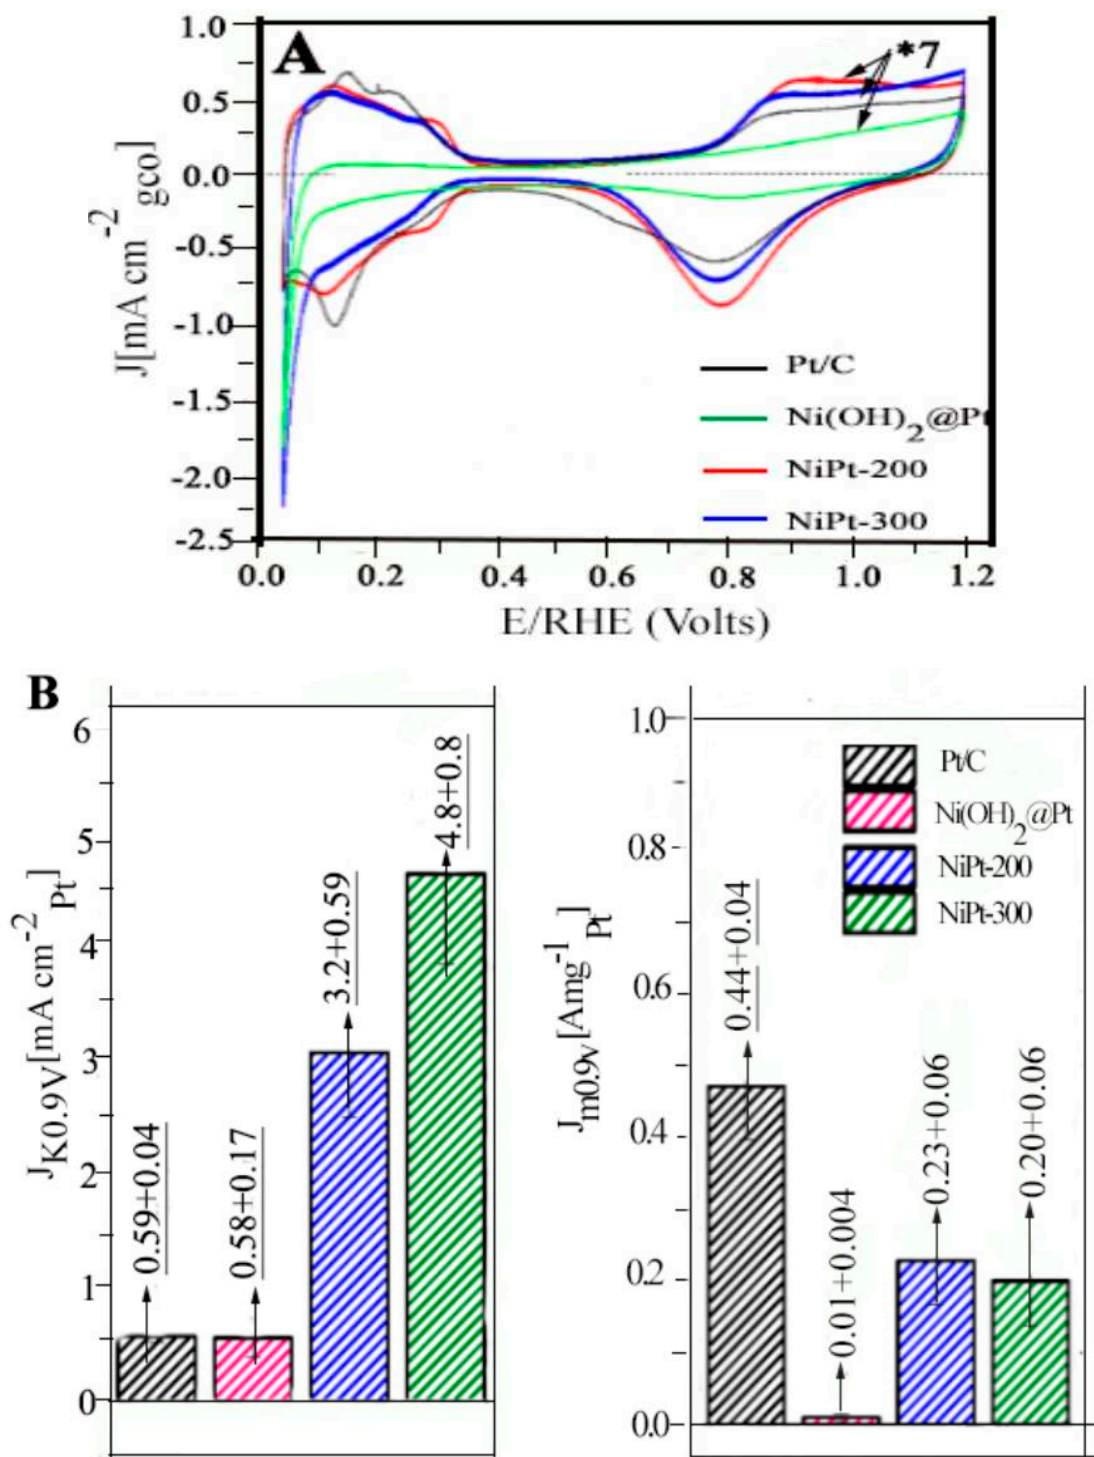 A
*7
1.0
0.5
0.0
-0.5
-1.0
-1.5
-2.0
-2.5
J[mA cm-2 gco]
Pt/C
Ni(OH)2@Pt
NiPt-200
NiPt-300
0.0 0.2 0.4 0.6 0.8 1.0 1.2
E/RHE (Volts)
B
6
5
4
3
2
1
0
JK0.9V[mA cm-2 Pt]
0.59+0.04
0.58+0.17
3.2+0.59
4.8+0.8
1.0
0.8
0.6
0.4
0.2
0.0
Jm0.9v[Amg-1 Pt]
Pt/C
Ni(OH)2@Pt
NiPt-200
NiPt-300
0.44+0.04
0.01+0.004
0.23+0.06
0.20+0.06